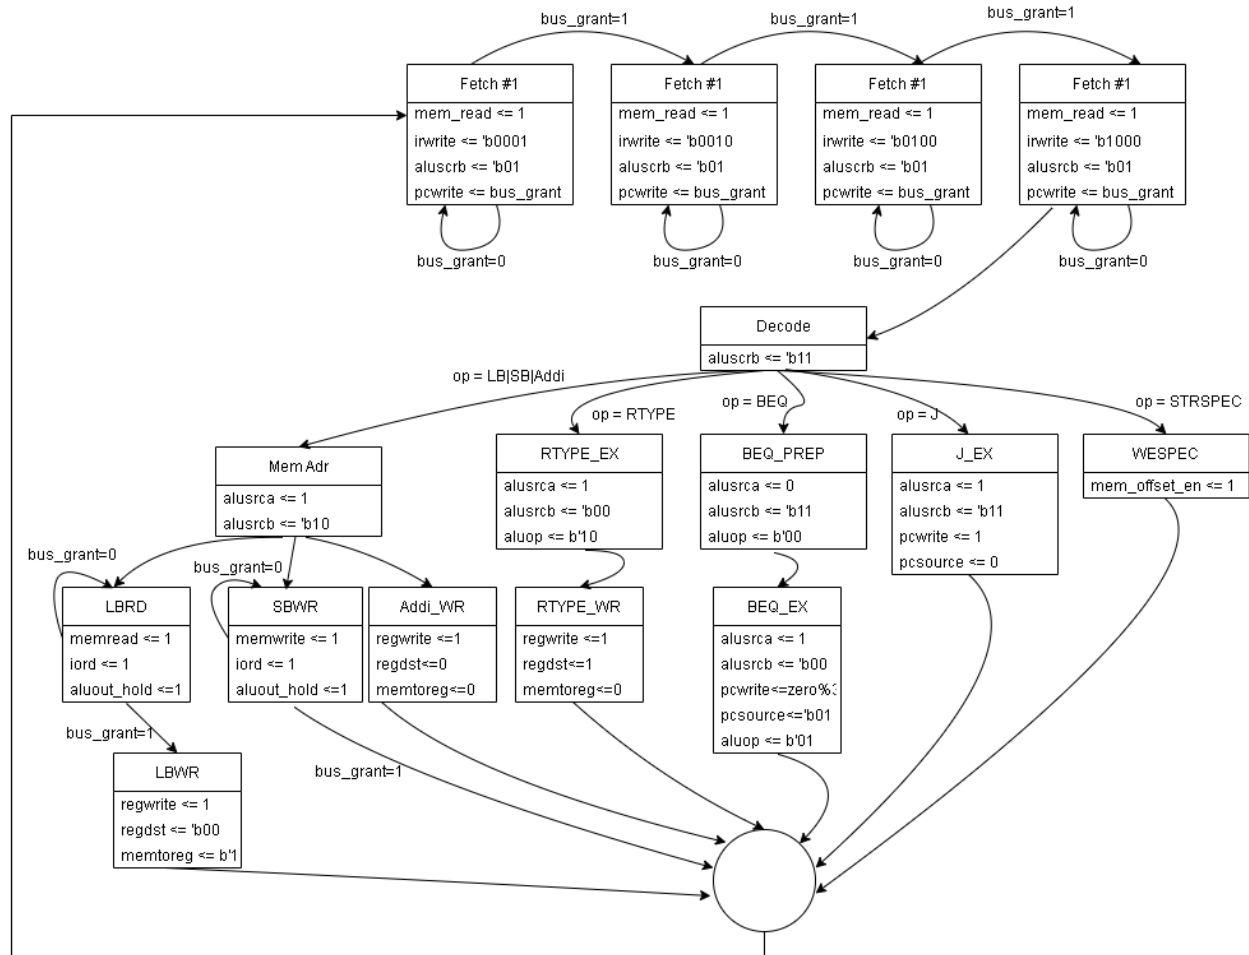 bus_grant=1
bus_grant=1
bus_grant=1
Fetch #1
mem_read <= 1
irwrite <= 'b0001
aluscrb <= 'b01
pcwrite <= bus_grant
bus_grant=0
Fetch #1
mem_read <= 1
irwrite <= 'b0010
aluscrb <= 'b01
pcwrite <= bus_grant
bus_grant=0
Fetch #1
mem_read <= 1
irwrite <= 'b0100
aluscrb <= 'b01
pcwrite <= bus_grant
bus_grant=0
Fetch #1
mem_read <= 1
irwrite <= 'b1000
alusrcb <= 'b01
pcwrite <= bus_grant
bus_grant=0
Decode
aluscrb <= 'b11
op = LB|SB|Addi
op = RTYPE
op = BEQ
op = J
op = STRSPEC
Mem Adr
alusrca <= 1
alusrcb <= 'b10
RTYPE_EX
alusrca <= 1
alusrcb <= 'b00
aluop <= b'10
BEQ_PREP
alusrca <= 0
alusrcb <= 'b11
aluop <= b'00
J_EX
alusrca <= 1
alusrcb <= 'b11
pcwrite <= 1
pcsource <= 0
WESPEC
mem_offset_en <= 1
bus_grant=0
bus_grant=0
LBRD
memread <= 1
iord <= 1
aluout_hold <=1
SBWR
memwrite <= 1
iord <= 1
aluout_hold <=1
Addi_WR
regwrite <=1
regdst<=0
memtoreg<=0
RTYPE_WR
regwrite <=1
regdst<=1
memtoreg<=0
BEQ_EX
alusrca <= 1
alusrcb <= 'b00
pcwrite<=zero%3
pcsource<='b01
aluop <= b'01
bus_grant=1
bus_grant=1
LBWR
regwrite <= 1
regdst <= 'b00
memtoreg <= b'1